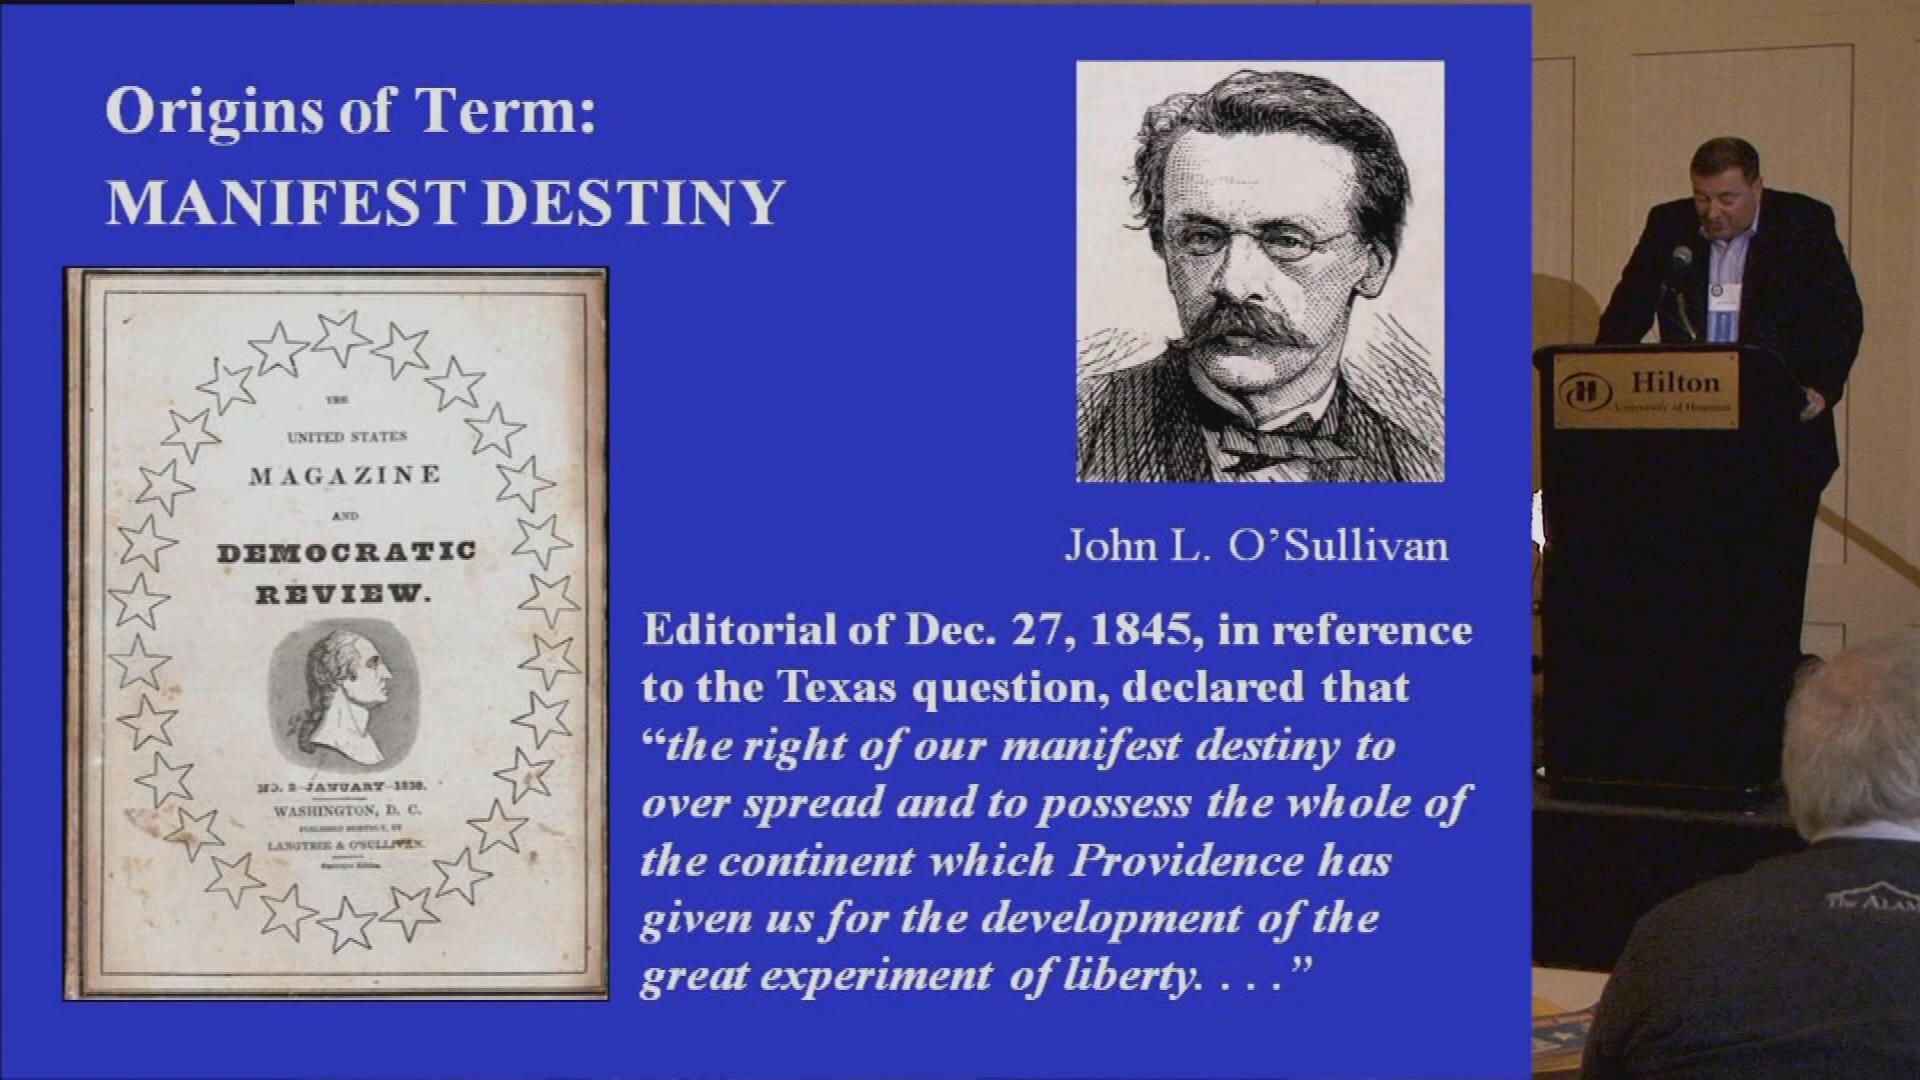 Origins of Term:
MANIFEST DESTINY
THE
UNITED STATES
MAGAZINE
AND
DEMOCRATIC
REVIEW.
NO. 2 JANUARY 1838.
WASHINGTON, D. C.
PUBLISHED MONTHLY, BY
LANGTREE & O'SULLIVAN.
John L. O’Sullivan
Editorial of Dec. 27, 1845, in reference
to the Texas question, declared that
“the right of our manifest destiny to
over spread and to possess the whole of
the continent which Providence has
given us for the development of the
great experiment of liberty. . . .”
Hilton
University of Houston
The ALAM